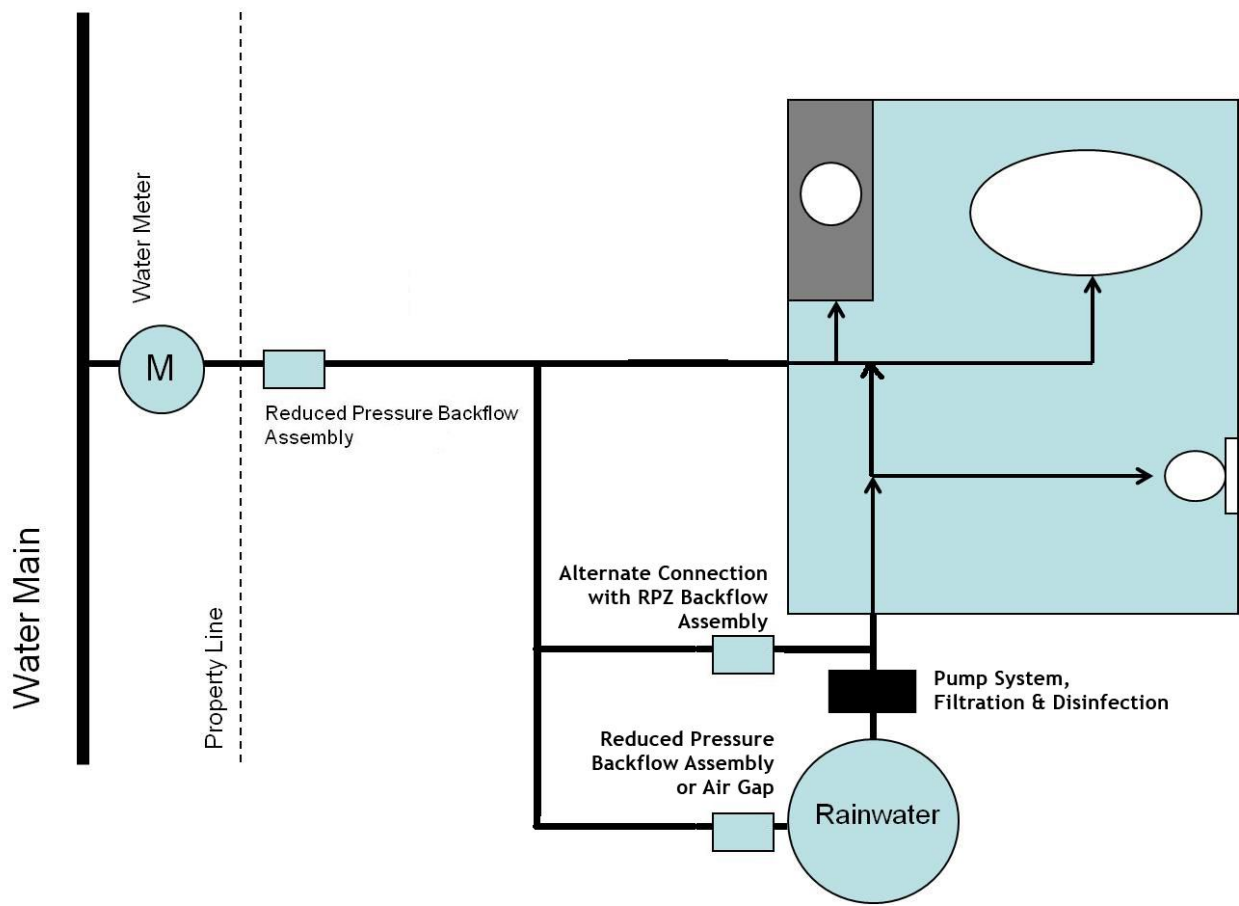 Water Main
Water Meter
M
Property Line
Reduced Pressure Backflow
Assembly
Alternate Connection
with RPZ Backflow
Assembly
Pump System,
Filtration & Disinfection
Reduced Pressure
Backflow Assembly
or Air Gap
Rainwater